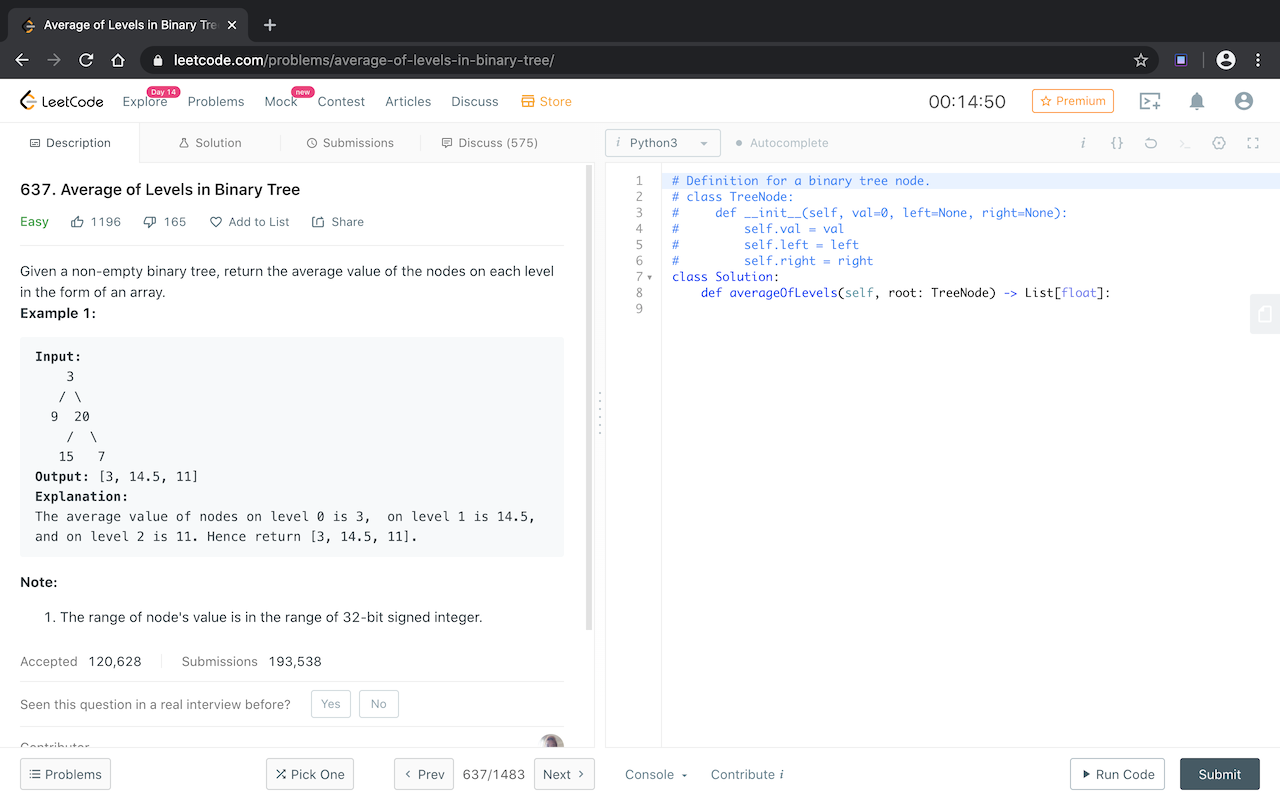 Average of Levels in Binary Tre
leetcode.com/problems/average-of-levels-in-binary-tree/
LeetCode
Explore
Day 14
Problems
Mock
new
Contest
Articles
Discuss
Store
00:14:50
Premium
Description
Solution
Submissions
Discuss (575)
637. Average of Levels in Binary Tree
Easy
1196
165
Add to List
Share
Given a non-empty binary tree, return the average value of the nodes on each level
in the form of an array.
Example 1:
Input:
3
/ \
9 20
/ \
15 7
Output: [3, 14.5, 11]
Explanation:
The average value of nodes on level 0 is 3, on level 1 is 14.5,
and on level 2 is 11. Hence return [3, 14.5, 11].
Note:
1. The range of node's value is in the range of 32-bit signed integer.
Accepted 120,628
Submissions 193,538
Seen this question in a real interview before?
Yes
No
Contributor
Problems
Pick One
Prev
637/1483
Next
i Python3
Autocomplete
i {}
1 # Definition for a binary tree node.
2 # class TreeNode:
3 #     def __init__(self, val=0, left=None, right=None):
4 #         self.val = val
5 #         self.left = left
6 #         self.right = right
7 class Solution:
8     def averageOfLevels(self, root: TreeNode) -> List[float]:
9
Console
Contribute i
Run Code
Submit